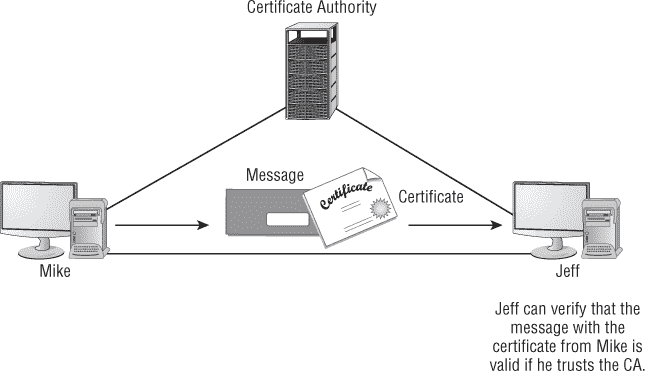 Certificate Authority
Message
Certificate
Certificate
Mike
Jeff
Jeff can verify that the
message with the
certificate from Mike is
valid if he trusts the CA.